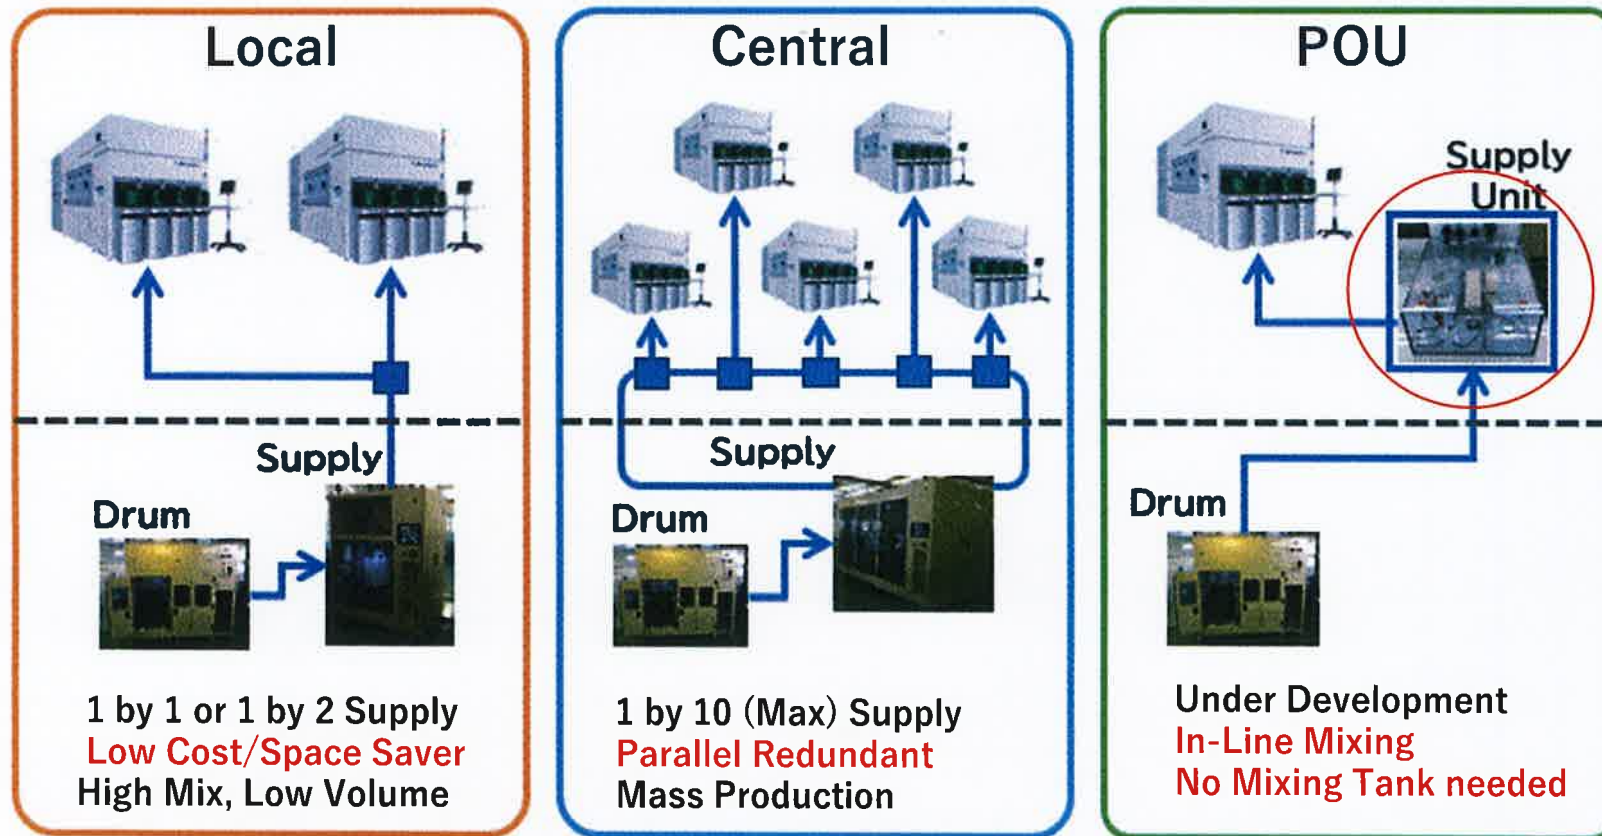 Local
Supply
Drum
1 by 1 or 1 by 2 Supply
Low Cost/Space Saver
High Mix, Low Volume
Central
Supply
Drum
1 by 10 (Max) Supply
Parallel Redundant
Mass Production
POU
Supply
Unit
Drum
Under Development
In-Line Mixing
No Mixing Tank needed